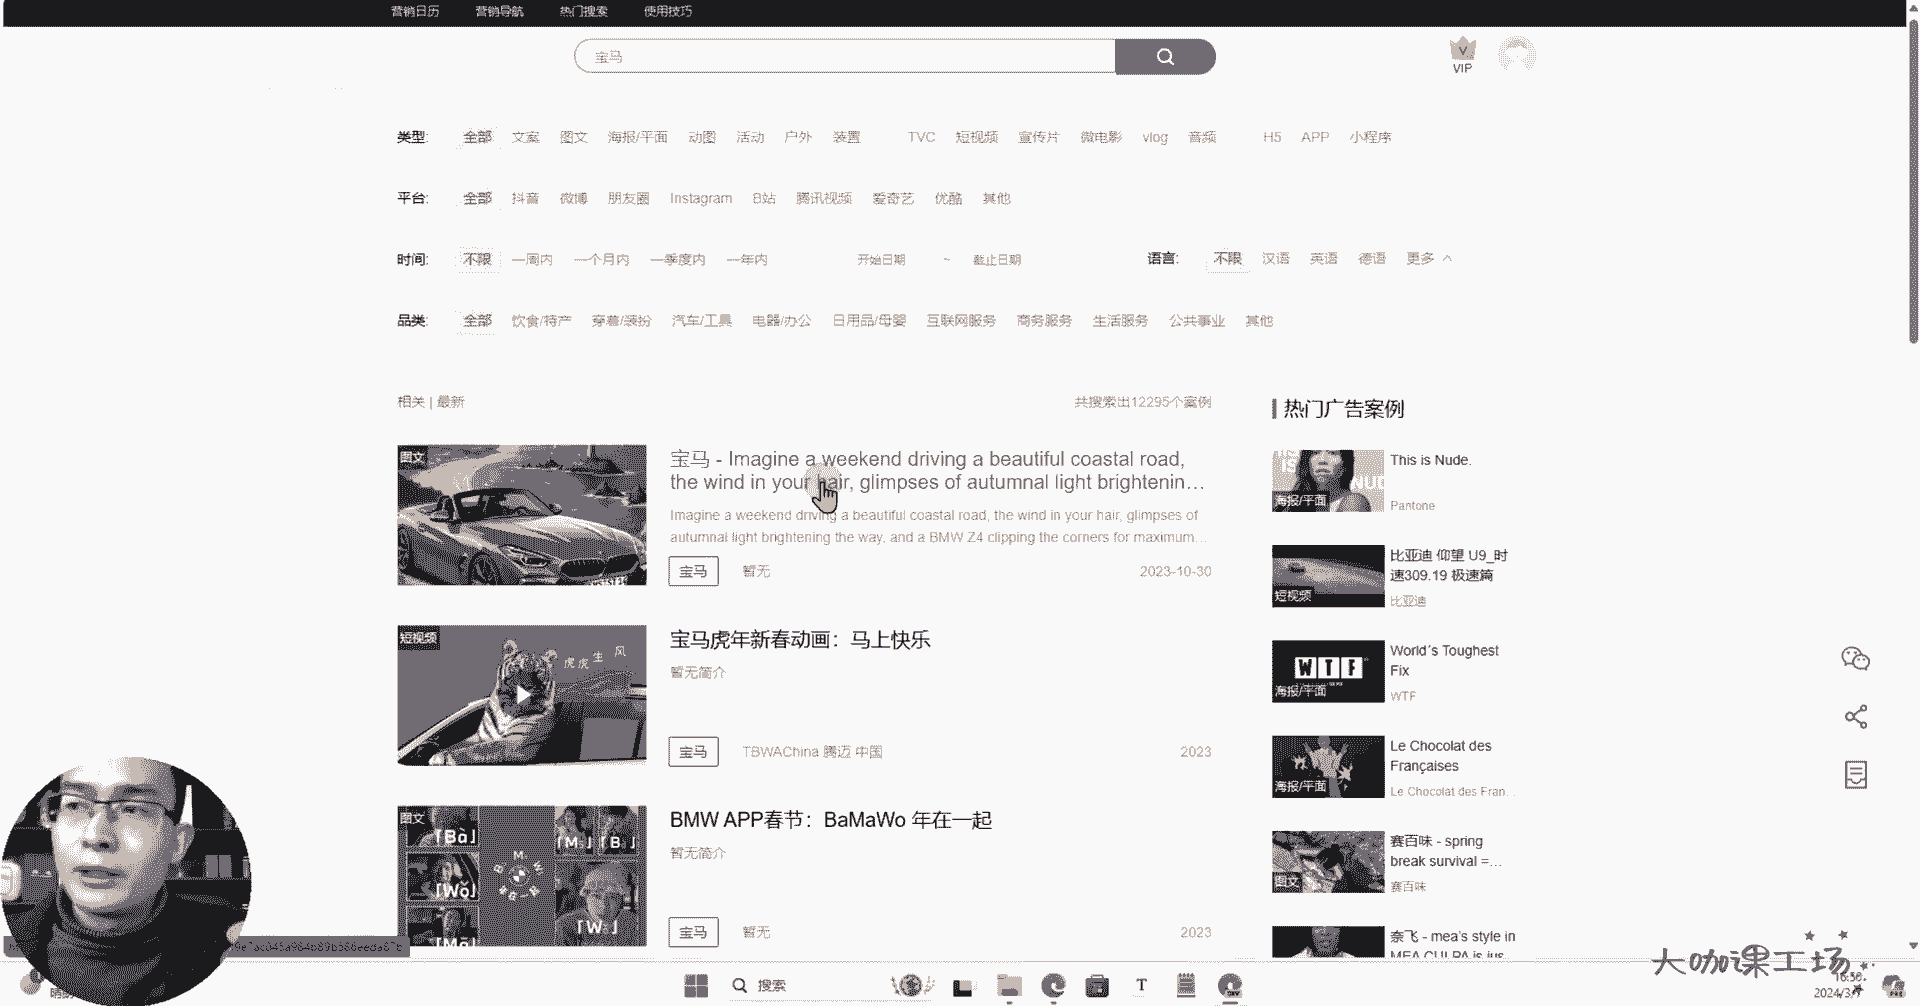 营销日历 营销导航 热门搜索 使用技巧
宝马
VIP
类型: 全部 文案 图文 海报/平面 动图 活动 户外 装置 TVC 短视频 宣传片 微电影 vlog 音频 H5 APP 小程序
平台: 全部 抖音 微博 朋友圈 Instagram B站 腾讯视频 爱奇艺 优酷 其他
时间: 不限 一周内 一个月内 一季度内 一年内 开始日期 ~ 截止日期 语言: 不限 汉语 英语 德语 更多
品类: 全部 饮食/特产 穿着/装扮 汽车/工具 电器/办公 日用品/母婴 互联网服务 商务服务 生活服务 公共事业 其他
相关 | 最新 共搜索出12295个案例
图文
宝马 - Imagine a weekend driving a beautiful coastal road,
the wind in your hair, glimpses of autumnal light brightenin...
Imagine a weekend driving a beautiful coastal road, the wind in your hair, glimpses of
autumnal light brightening the way, and a BMW Z4 clipping the corners for maximum...
宝马 暂无 2023-10-30
短视频
虎虎生风
宝马虎年新春动画：马上快乐
暂无简介
宝马 TBWAChina 腾迈 中国 2023
图文
「Bà」
「M:」「B:」
「Wǒ」
「W:」
「Mǎ」
BMW APP春节：BaMaWo 年在一起
暂无简介
宝马 暂无 2023
热门广告案例
海报/平面
This is Nude.
Pantone
短视频
比亚迪 仰望 U9_时
速309.19 极速篇
比亚迪
WTF
海报/平面
World´s Toughest
Fix
WTF
海报/平面
Le Chocolat des
Françaises
Le Chocolat des Fran...
图文
赛百味 - spring
break survival =...
赛百味
奈飞 - mea's style in
MEA CULPA is jus
大咖课工场
搜索
T
16:50